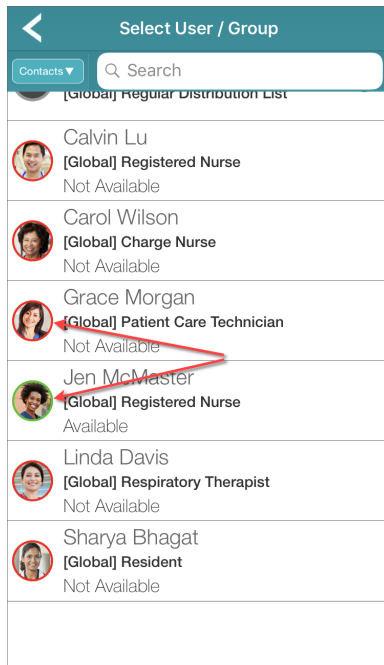 Select User / Group
Contacts▼
Search
[Global] Regular Distribution List
Calvin Lu
[Global] Registered Nurse
Not Available
Carol Wilson
[Global] Charge Nurse
Not Available
Grace Morgan
[Global] Patient Care Technician
Not Available
Jen McMaster
[Global] Registered Nurse
Available
Linda Davis
[Global] Respiratory Therapist
Not Available
Sharya Bhagat
[Global] Resident
Not Available